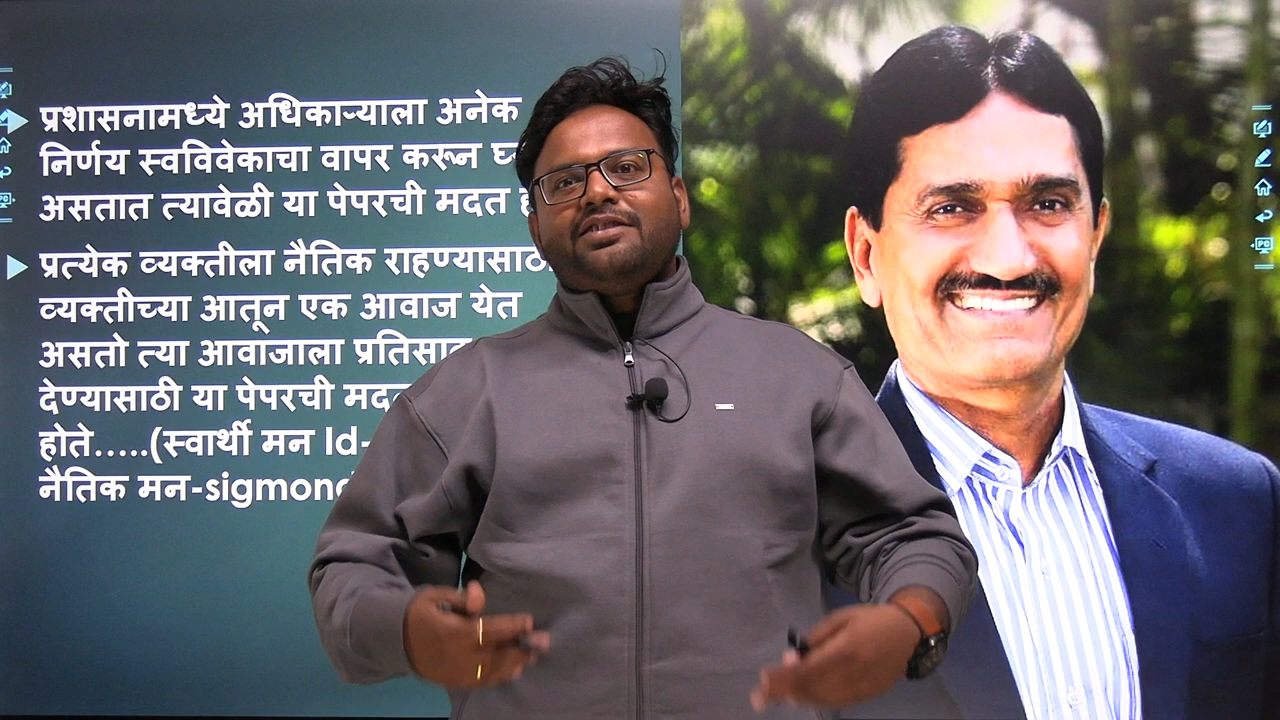 प्रशासनामध्ये अधिकाऱ्याला अनेक
निर्णय स्वविवेकाचा वापर करून
असतात त्यावेळी या पेपरची मदत
प्रत्येक व्यक्तीला नैतिक राहण्यासाठी
व्यक्तीच्या आतून एक आवाज येत
असतो त्या आवाजाला
देण्यासाठी या पेपरची मदत
होते.....(स्वार्थी मन Id-
नैतिक मन-sigmond